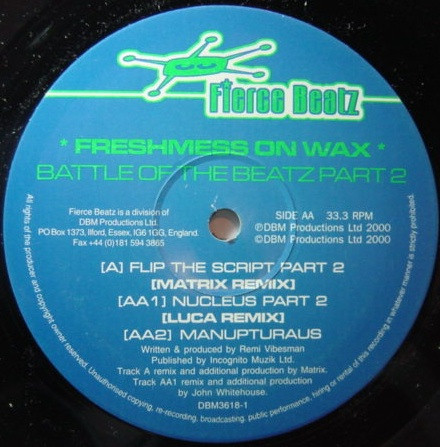 Fierce Beatz
* FRESHMESS ON WAX *
BATTLE OF THE BEATZ PART 2
Fierce Beatz is a division of
DBM Productions Ltd.
PO Box 1373, Ilford, Essex, IG6 1GG, England.
Fax +44 (0)181 594 3865
SIDE AA 33.3 RPM
℗DBM Productions Ltd 2000
©DBM Productions Ltd 2000
[A] FLIP THE SCRIPT PART 2
[MATRIX REMIX]
[AA1] NUCLEUS PART 2
[LUCA REMIX]
[AA2] MANUPTURAUS
Written & produced by Remi Vibesman
Published by Incognito Muzik Ltd.
Track A remix and additional production by Matrix.
Track AA1 remix and additional production
by John Whitehouse.
DBM3618-1
All rights of the producer and copyright owner reserved. Unauthorised copying, re-recording, broadcasting, public performance, hiring or rental of this recording in whatever manner is strictly prohibited.